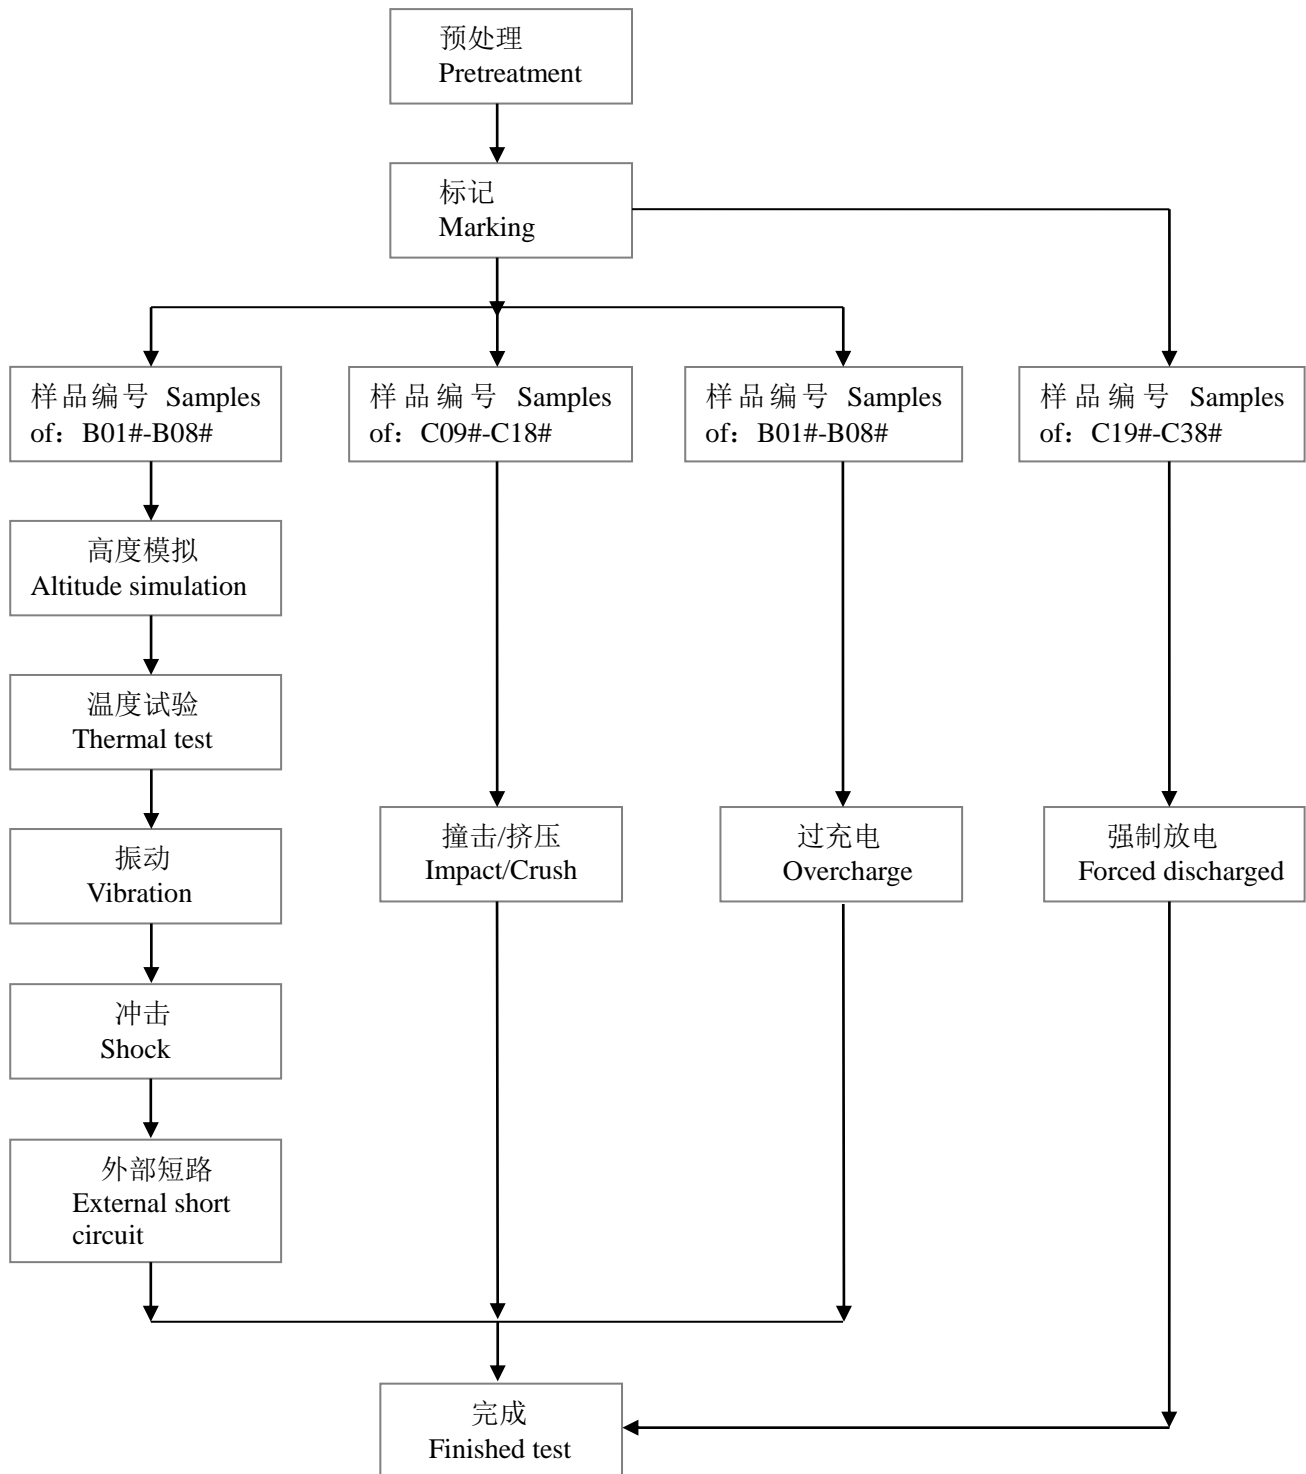 预处理
Pretreatment
标记
Marking
样品编号 Samples
of：B01#-B08#
样品编号 Samples
of：C09#-C18#
样品编号 Samples
of：B01#-B08#
样品编号 Samples
of：C19#-C38#
高度模拟
Altitude simulation
温度试验
Thermal test
振动
Vibration
撞击/挤压
Impact/Crush
过充电
Overcharge
强制放电
Forced discharged
冲击
Shock
外部短路
External short
circuit
完成
Finished test